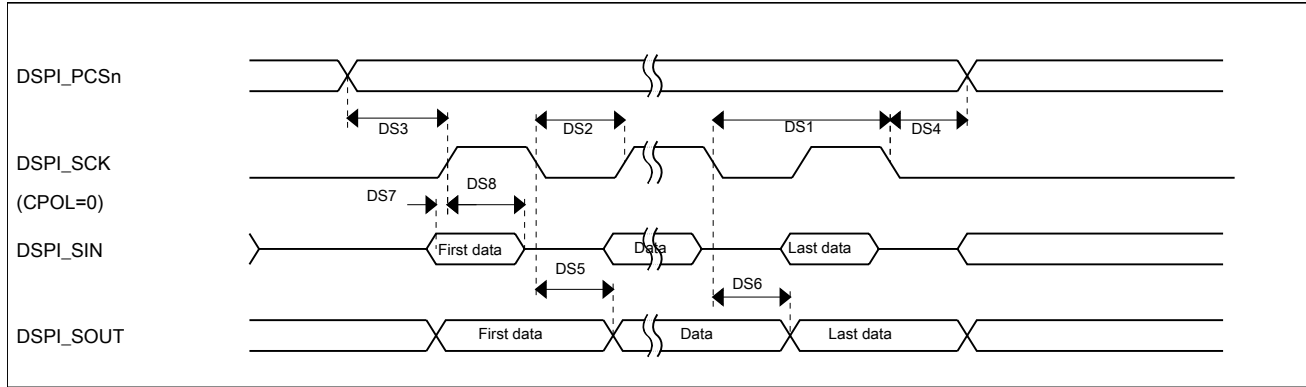 DSPI_PCSn
DS3
DS2
DS1
DS4
DSPI_SCK
(CPOL=0)
DS7
DS8
DSPI_SIN
First data
Data
Last data
DS5
DS6
DSPI_SOUT
First data
Data
Last data